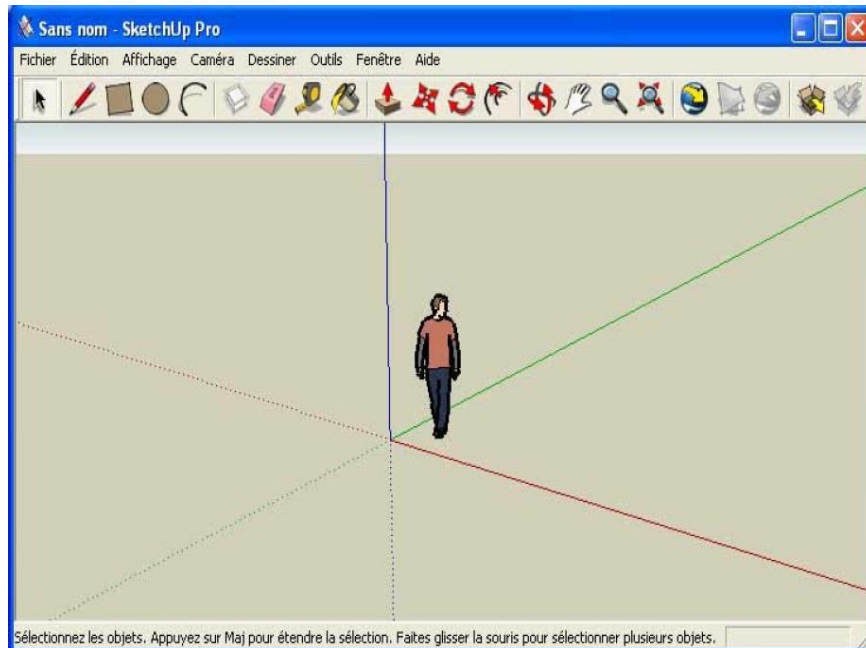 Sans nom - SketchUp Pro
Fichier Édition Affichage Caméra Dessiner Outils Fenêtre Aide
Sélectionnez les objets. Appuyez sur Maj pour étendre la sélection. Faites glisser la souris pour sélectionner plusieurs objets.